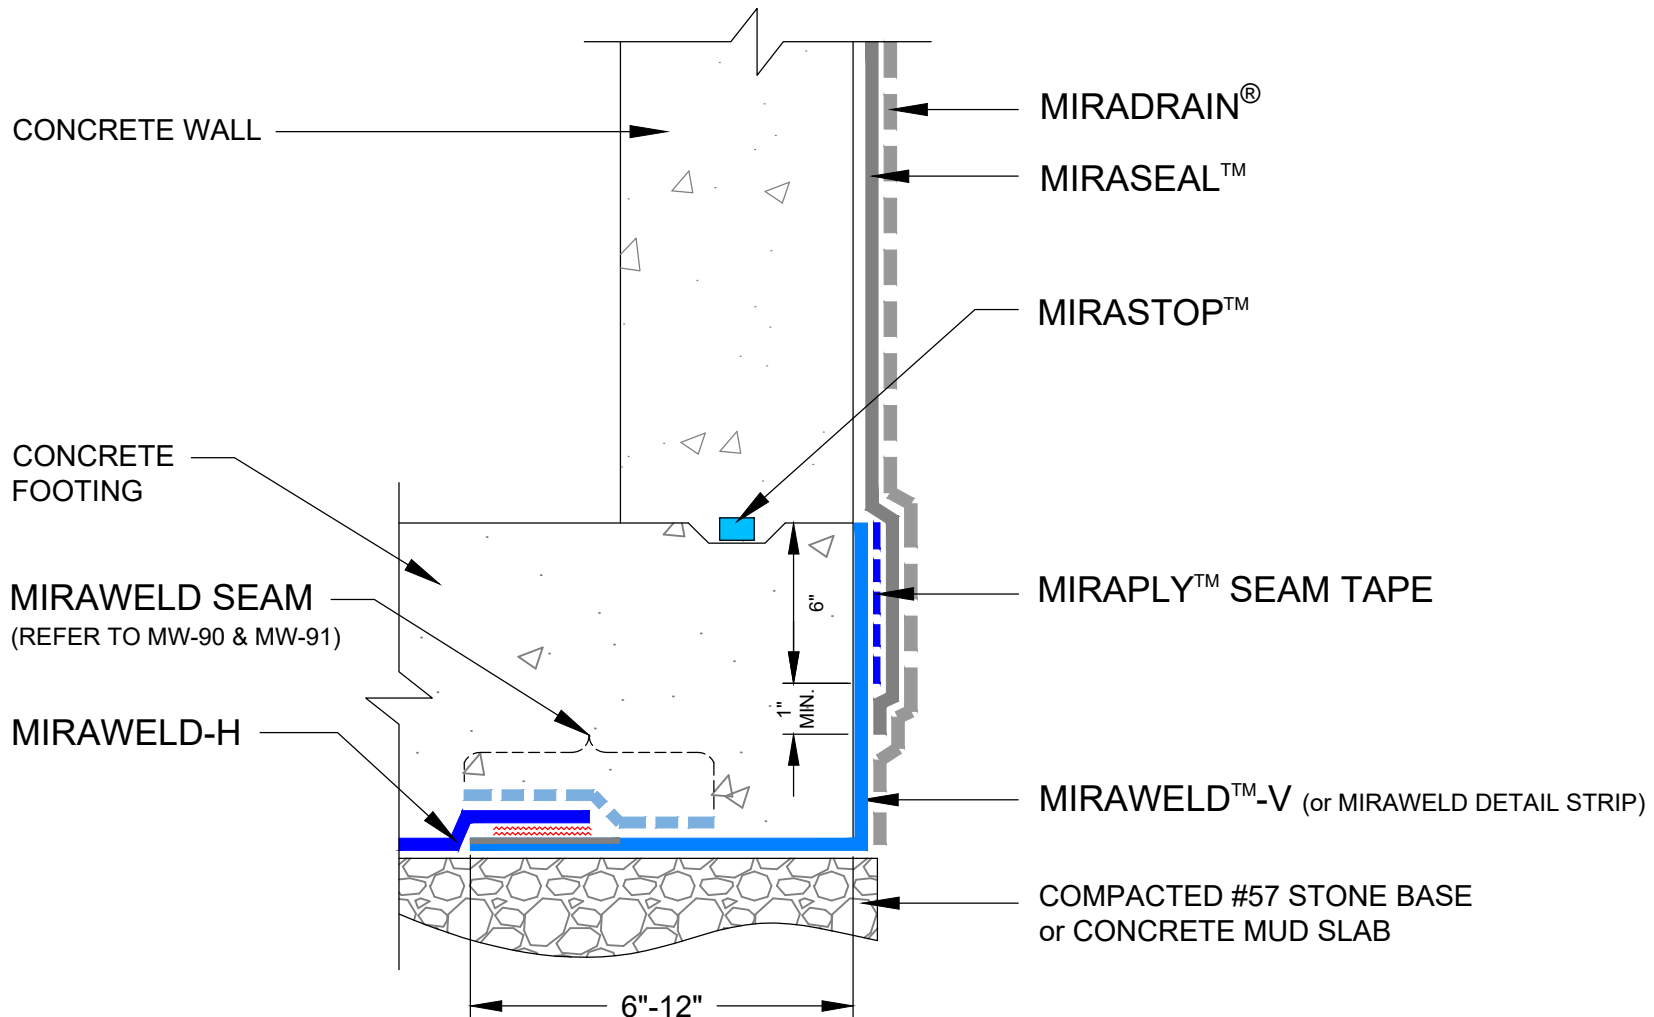 CONCRETE WALL
MIRADRAIN®
MIRASEAL™
MIRASTOP™
CONCRETE
FOOTING
MIRAWELD SEAM
(REFER TO MW-90 & MW-91)
6"
MIRAPLY™ SEAM TAPE
1"
MIN.
MIRAWELD-H
MIRAWELD™-V (or MIRAWELD DETAIL STRIP)
COMPACTED #57 STONE BASE
or CONCRETE MUD SLAB
6"-12"